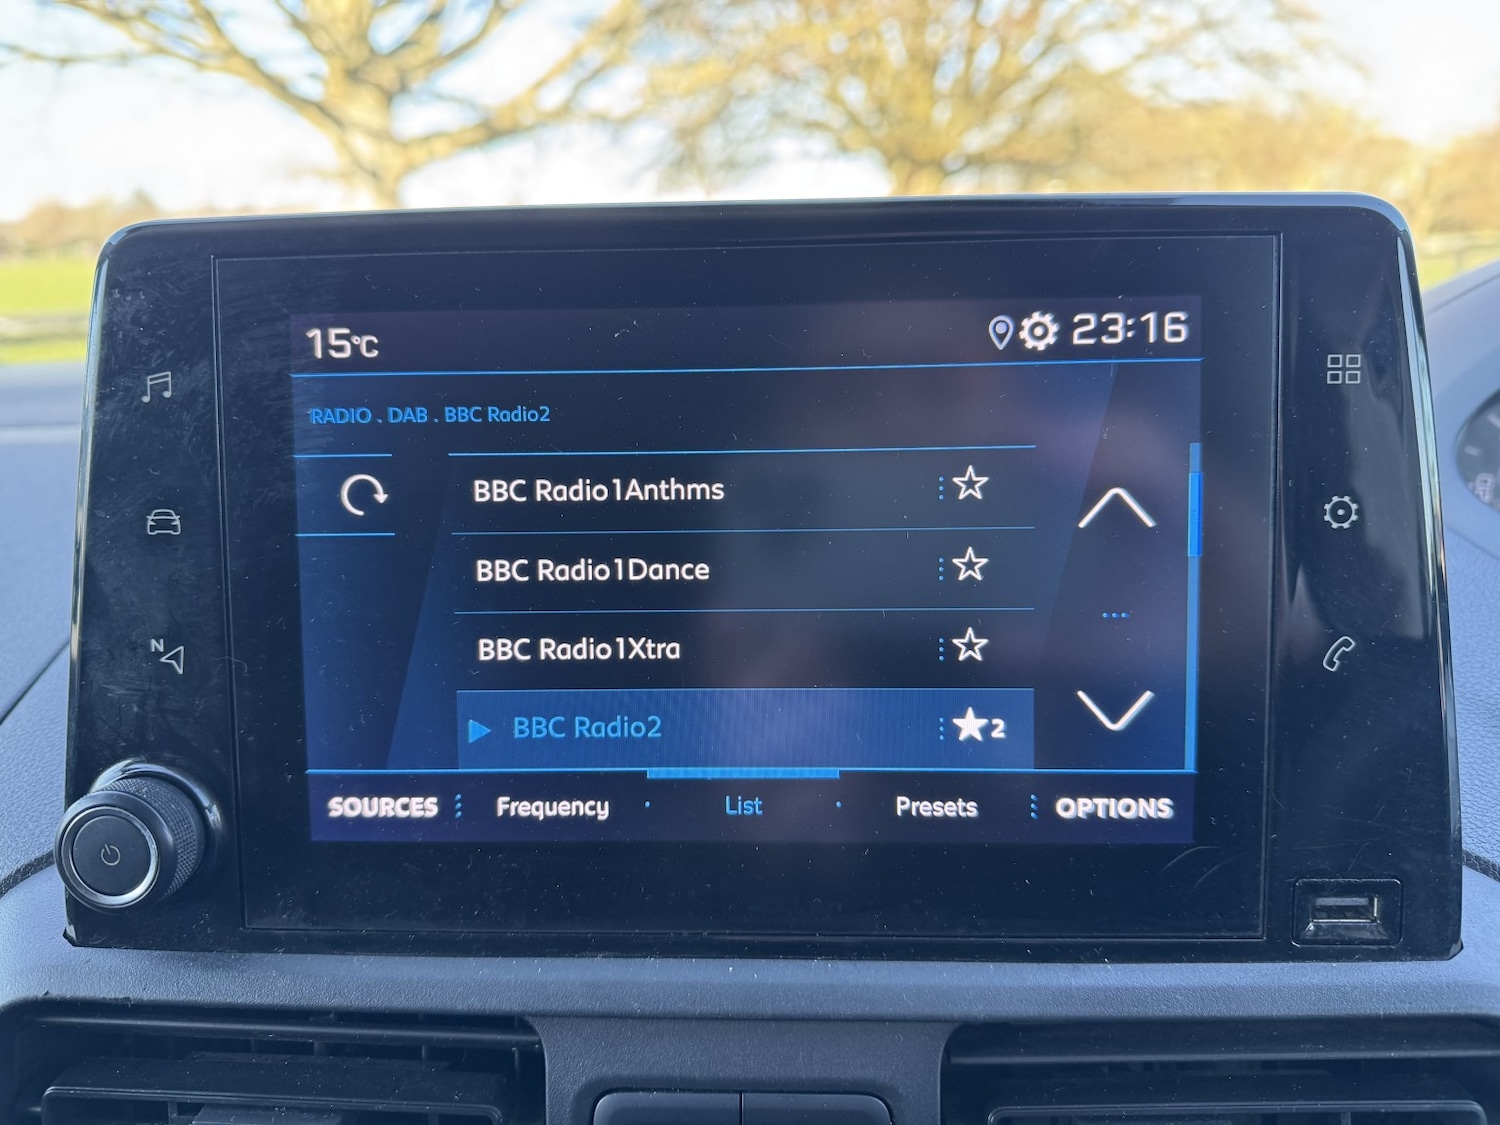 15°C 23:16
RADIO . DAB . BBC Radio2
BBC Radio1Anthms
BBC Radio1Dance
BBC Radio1Xtra
N
BBC Radio2 2
SOURCES Frequency List Presets OPTIONS